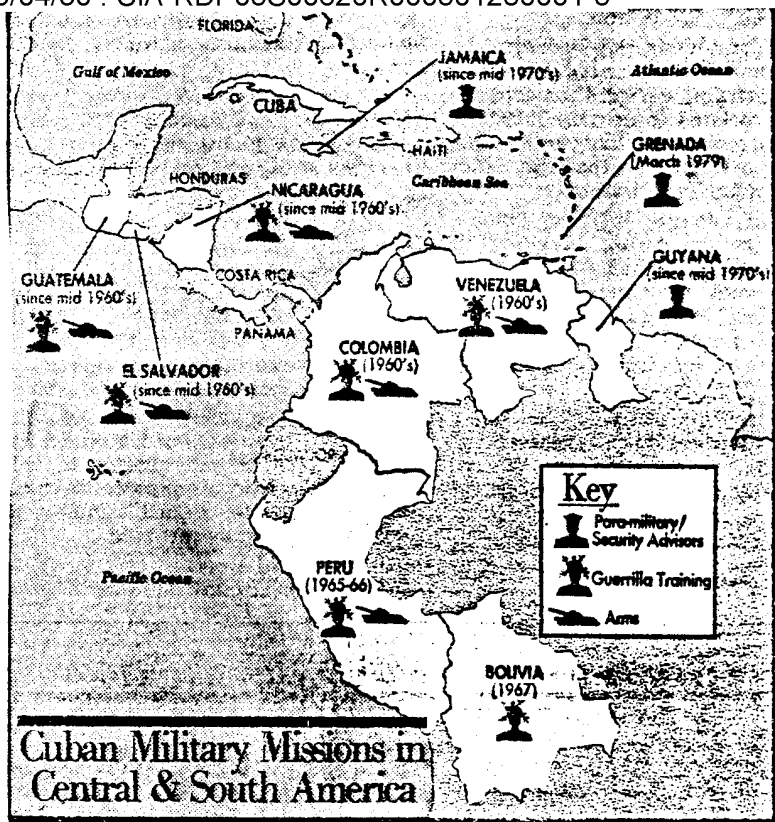 FLORIDA
JAMAICA
(since mid 1970's)
Gulf of Mexico
Atlantic Ocean
CUBA
HAITI
GRENADA
(March 1979)
HONDURAS
NICARAGUA
(since mid 1960's)
Caribbean Sea
GUYANA
(since mid 1970's)
GUATEMALA
(since mid 1960's)
COSTA RICA
VENEZUELA
(1960's)
PANAMA
COLOMBIA
(1960's)
EL SALVADOR
(since mid 1960's)
Key
Para-military/
Security Advisors
Guerrilla Training
Arms
PERU
(1965-66)
Pacific Ocean
BOLIVIA
(1967)
Cuban Military Missions in
Central & South America